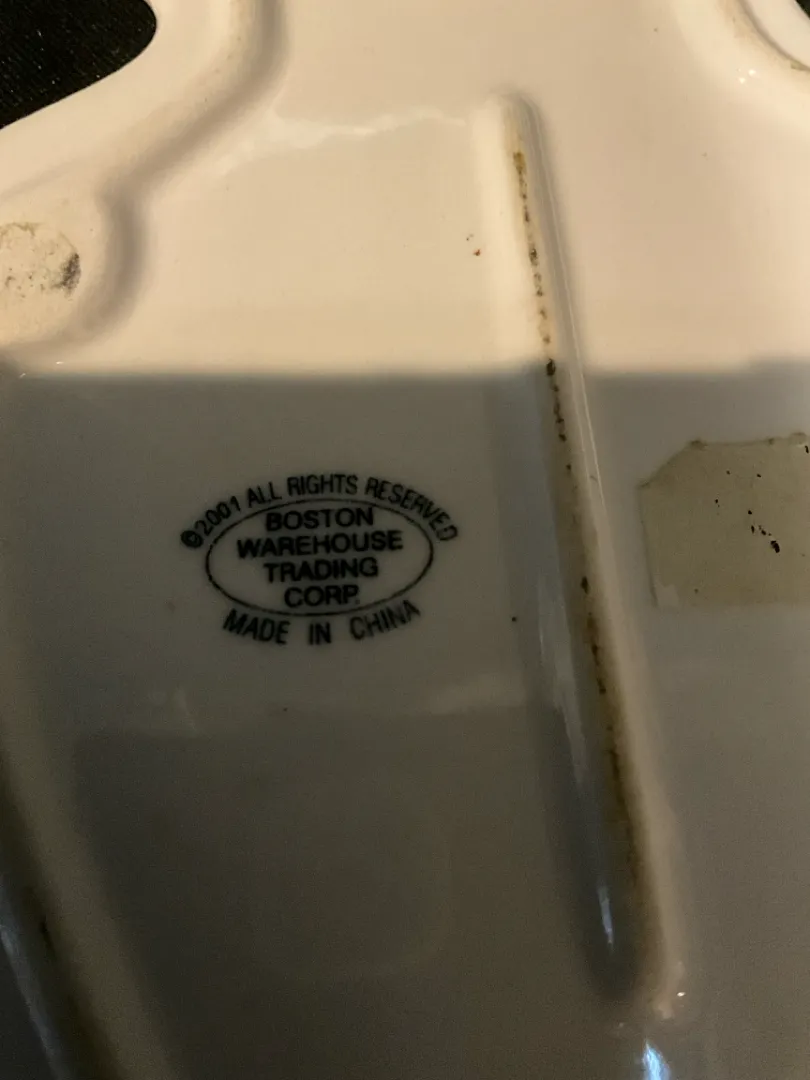 ©2001 ALL RIGHTS RESERVED
BOSTON
WAREHOUSE
TRADING
CORP.
MADE IN CHINA